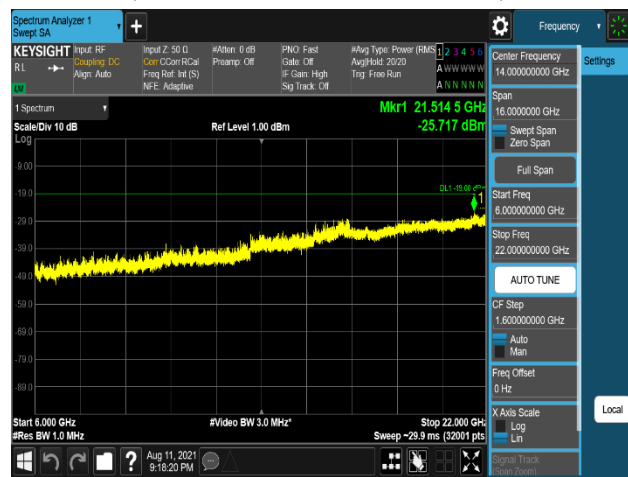 Spectrum Analyzer 1
Swept SA
Frequency
KEYSIGHT
R L
LM
Input: RF
Coupling: DC
Align: Auto
Input Z: 50 Ω
Corr CCorr RCal
Freq Ref: Int (S)
NFE: Adaptive
#Atten: 0 dB
Preamp: Off
PNO: Fast
Gate: Off
IF Gain: High
Sig Track: Off
#Avg Type: Power (RMS
Avg|Hold: 20/20
Trig: Free Run
1 2 3 4 5 6
A W W W W W
A N N N N N
1 Spectrum
Scale/Div 10 dB
Log
Ref Level 1.00 dBm
Mkr1 21.514 5 GHz
-25.717 dBm
-9.00
-19.0
-29.0
-39.0
-49.0
-59.0
-69.0
-79.0
-89.0
DL1 -19.00 dBm
1
Start 6.000 GHz
#Res BW 1.0 MHz
#Video BW 3.0 MHz*
Stop 22.000 GHz
Sweep ~29.9 ms (32001 pts
?
Aug 11, 2021
9:18:20 PM
Center Frequency
14.000000000 GHz
Span
16.0000000 GHz
Swept Span
Zero Span
Full Span
Start Freq
6.000000000 GHz
Stop Freq
22.000000000 GHz
AUTO TUNE
CF Step
1.600000000 GHz
Auto
Man
Freq Offset
0 Hz
X Axis Scale
Log
Lin
Signal Track
(Span Zoom)
Settings
Local